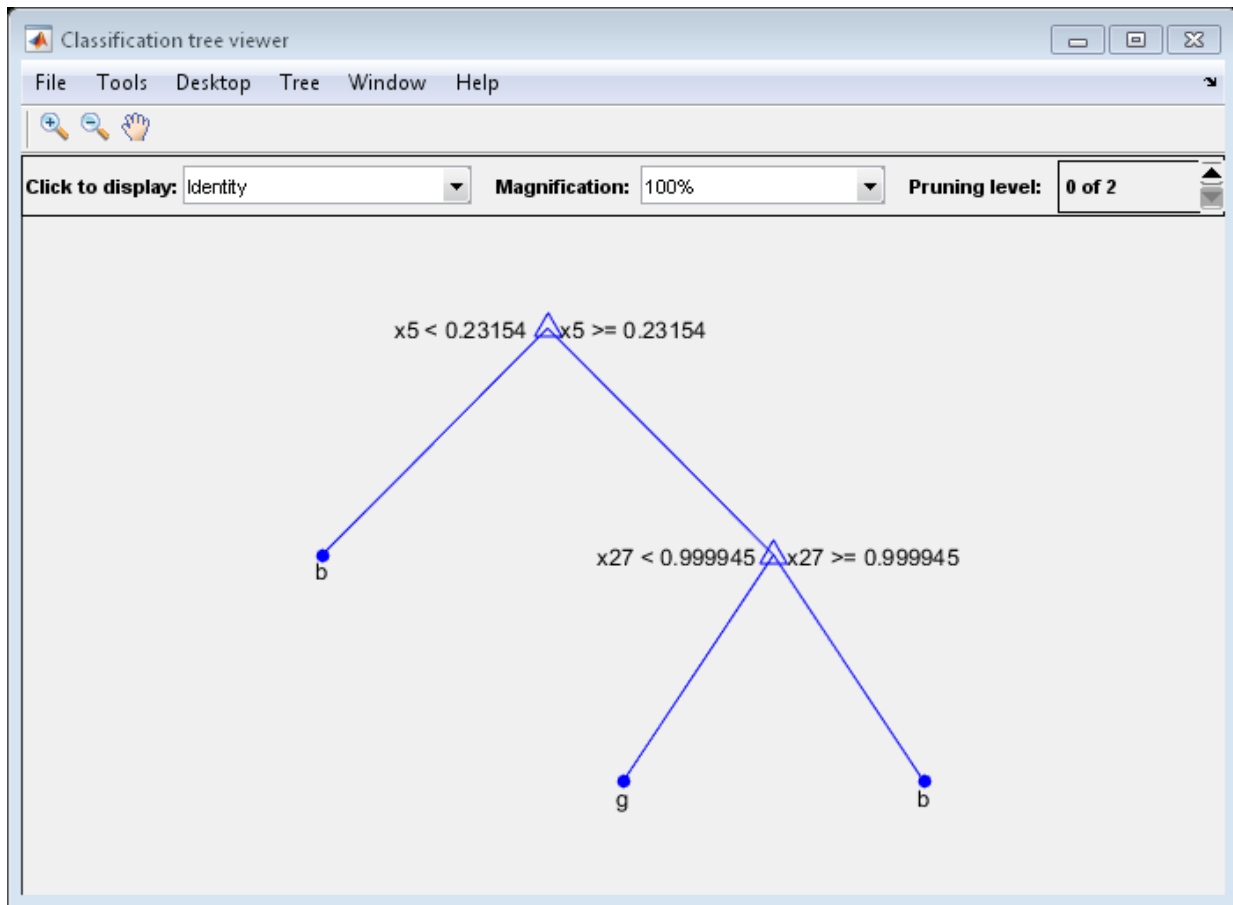 Classification tree viewer
File Tools Desktop Tree Window Help
Click to display: Identity Magnification: 100% Pruning level: 0 of 2
x5 < 0.23154 x5 >= 0.23154
b
x27 < 0.999945 x27 >= 0.999945
g
b